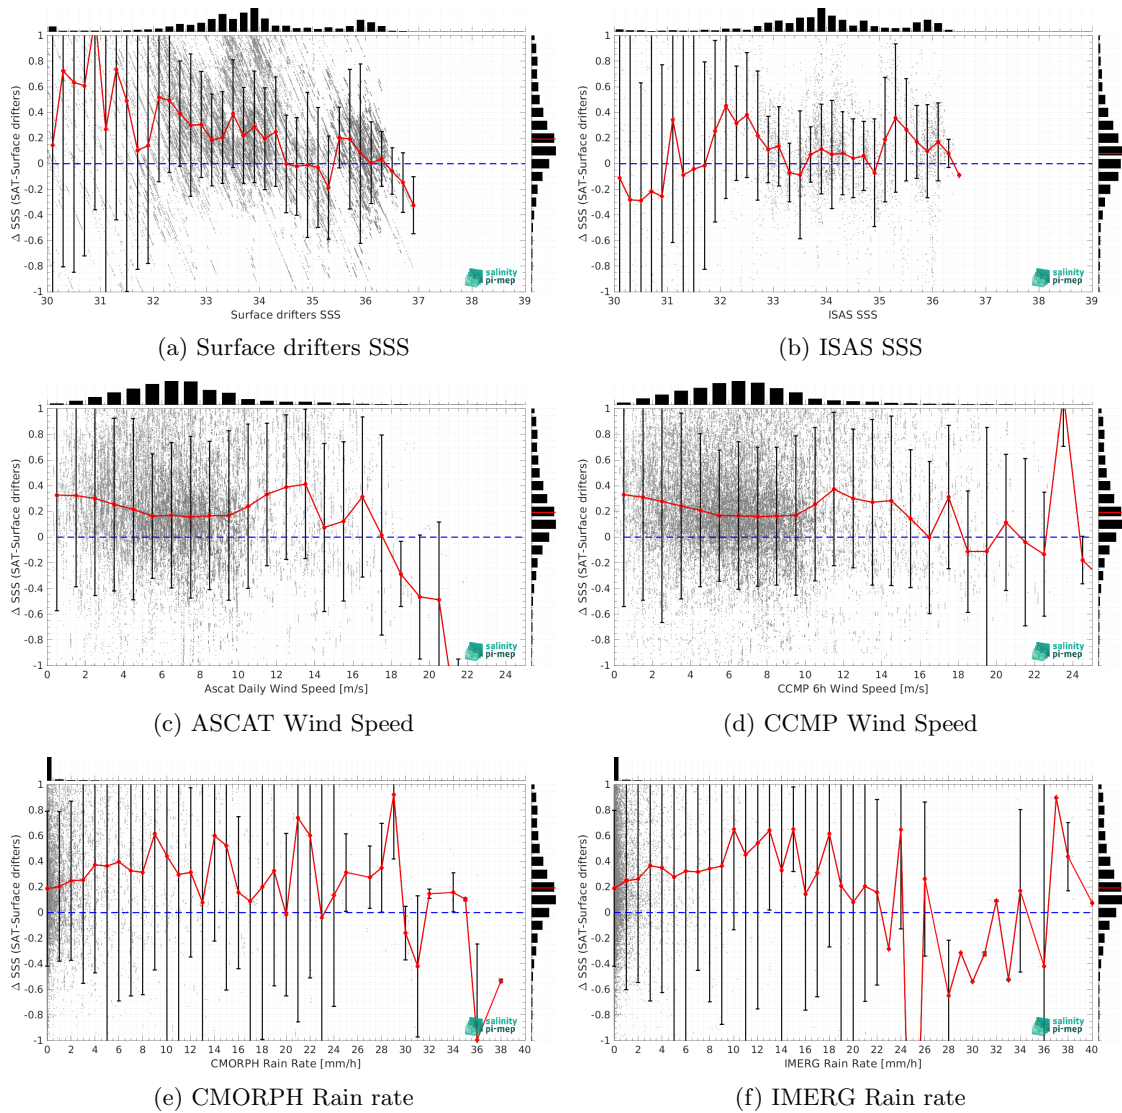 1
0.8
0.6
0.4
0.2
0
-0.2
-0.4
-0.6
-0.8
-1
Δ SSS (SAT-Surface drifters)
30 31 32 33 34 35 36 37 38 39
Surface drifters SSS
salinity
pi-mep
(a) Surface drifters SSS
1
0.8
0.6
0.4
0.2
0
-0.2
-0.4
-0.6
-0.8
-1
Δ SSS (SAT-Surface drifters)
30 31 32 33 34 35 36 37 38 39
ISAS SSS
salinity
pi-mep
(b) ISAS SSS
1
0.8
0.6
0.4
0.2
0
-0.2
-0.4
-0.6
-0.8
-1
Δ SSS (SAT-Surface drifters)
0 2 4 6 8 10 12 14 16 18 20 22 24
Ascat Daily Wind Speed [m/s]
salinity
pi-mep
(c) ASCAT Wind Speed
1
0.8
0.6
0.4
0.2
0
-0.2
-0.4
-0.6
-0.8
-1
Δ SSS (SAT-Surface drifters)
0 2 4 6 8 10 12 14 16 18 20 22 24
CCMP 6h Wind Speed [m/s]
salinity
pi-mep
(d) CCMP Wind Speed
1
0.8
0.6
0.4
0.2
0
-0.2
-0.4
-0.6
-0.8
-1
Δ SSS (SAT-Surface drifters)
0 2 4 6 8 10 12 14 16 18 20 22 24 26 28 30 32 34 36 38 40
CMORPH Rain Rate [mm/h]
salinity
pi-mep
(e) CMORPH Rain rate
1
0.8
0.6
0.4
0.2
0
-0.2
-0.4
-0.6
-0.8
-1
Δ SSS (SAT-Surface drifters)
0 2 4 6 8 10 12 14 16 18 20 22 24 26 28 30 32 34 36 38 40
IMERG Rain Rate [mm/h]
salinity
pi-mep
(f) IMERG Rain rate